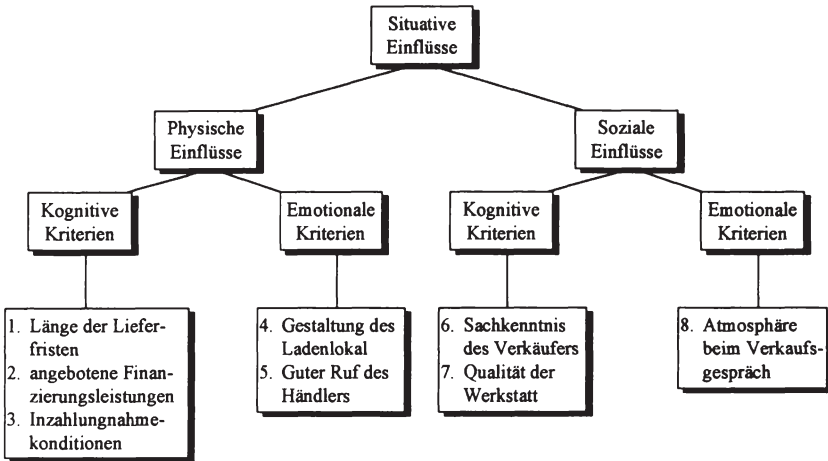 Situative
Einflüsse
Physische
Einflüsse
Soziale
Einflüsse
Kognitive
Kriterien
Emotionale
Kriterien
Kognitive
Kriterien
Emotionale
Kriterien
1. Länge der Liefer-
fristen
2. angebotene Finan-
zierungsleistungen
3. Inzahlungnahme-
konditionen
4. Gestaltung des
Ladenlokal
5. Guter Ruf des
Händlers
6. Sachkenntnis
des Verkäufers
7. Qualität der
Werkstatt
8. Atmosphäre
beim Verkaufs-
gespräch